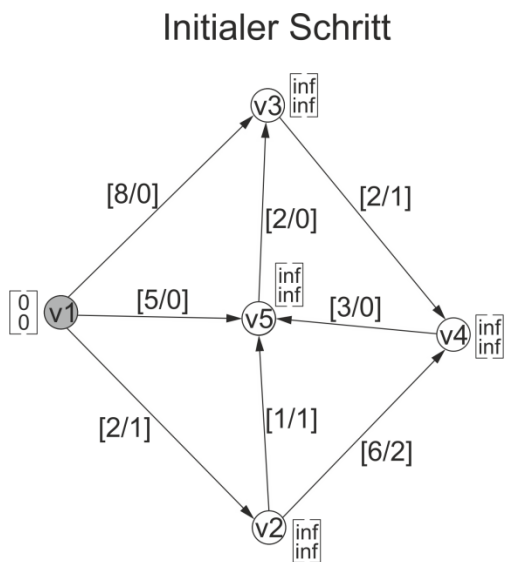 Initialer Schritt
v3
inf
inf
[8/0]
[2/1]
[2/0]
0
0
v1
[5/0]
inf
inf
v5
[3/0]
v4
inf
inf
[2/1]
[1/1]
[6/2]
v2
inf
inf